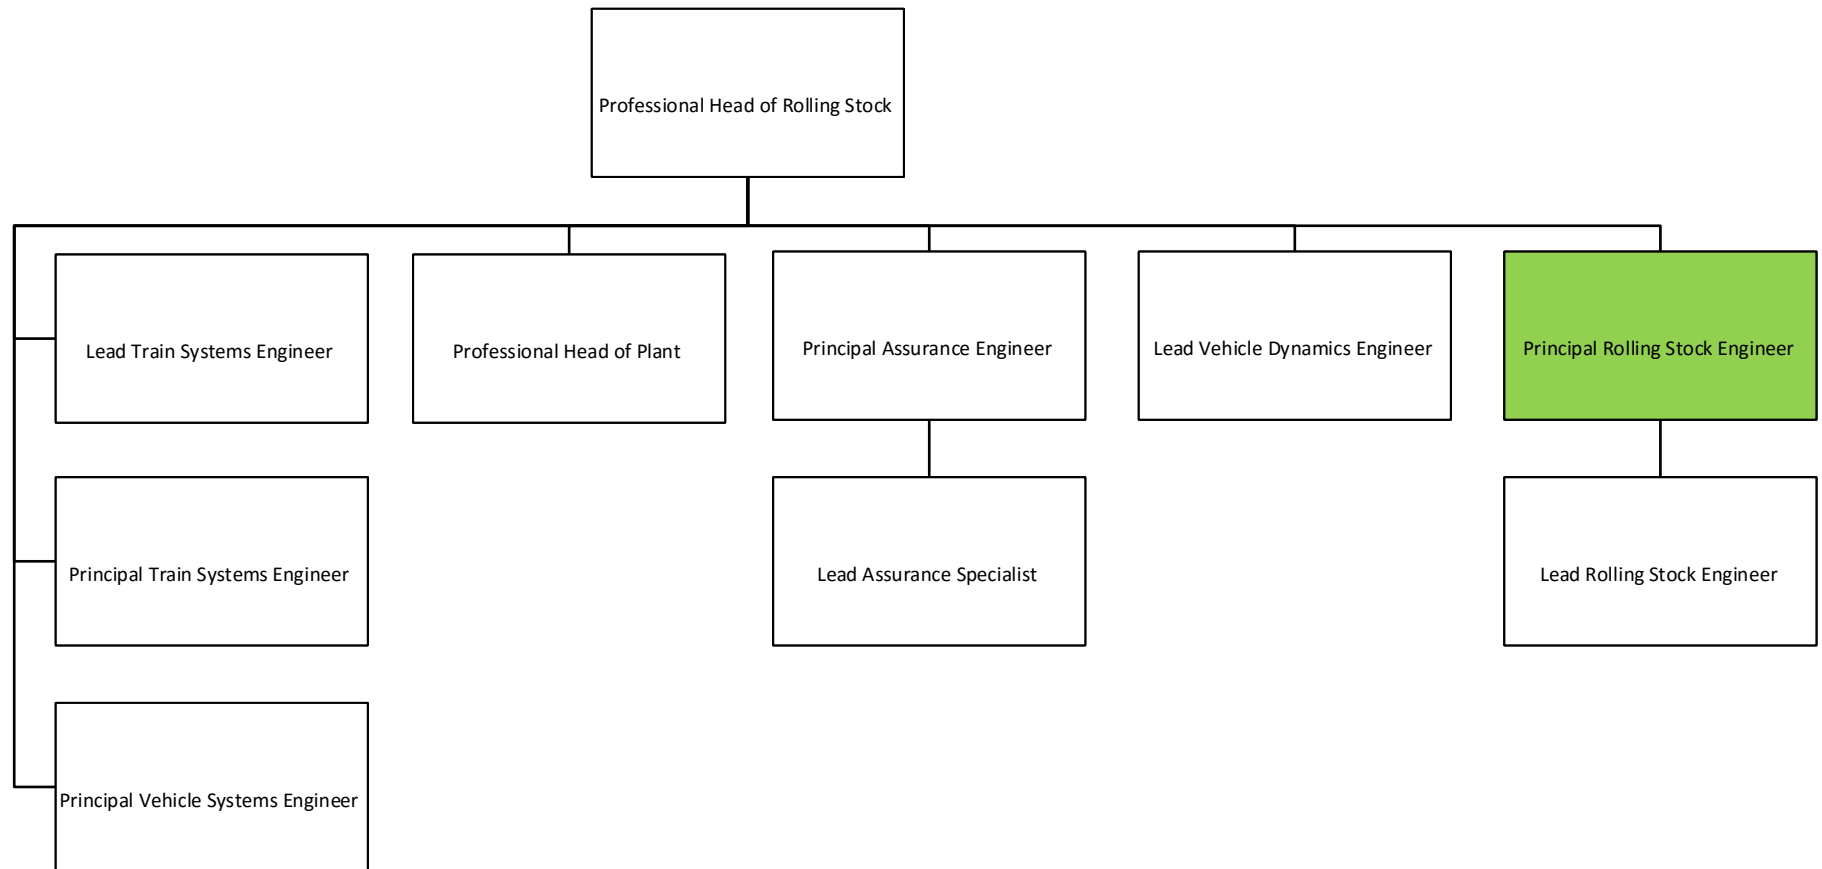 Professional Head of Rolling Stock
Lead Train Systems Engineer
Professional Head of Plant
Principal Assurance Engineer
Lead Vehicle Dynamics Engineer
Principal Rolling Stock Engineer
Principal Train Systems Engineer
Lead Assurance Specialist
Lead Rolling Stock Engineer
Principal Vehicle Systems Engineer